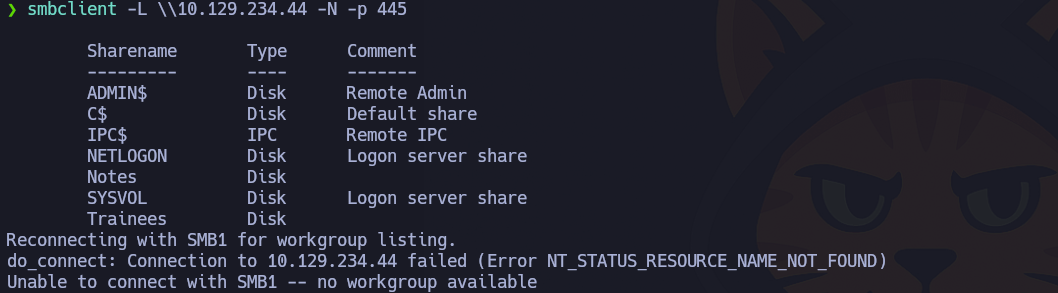 ❯ smbclient -L \\10.129.234.44 -N -p 445
Sharename Type Comment
--------- ---- -------
ADMIN$ Disk Remote Admin
C$ Disk Default share
IPC$ IPC Remote IPC
NETLOGON Disk Logon server share
Notes Disk
SYSVOL Disk Logon server share
Trainees Disk
Reconnecting with SMB1 for workgroup listing.
do_connect: Connection to 10.129.234.44 failed (Error NT_STATUS_RESOURCE_NAME_NOT_FOUND)
Unable to connect with SMB1 -- no workgroup available